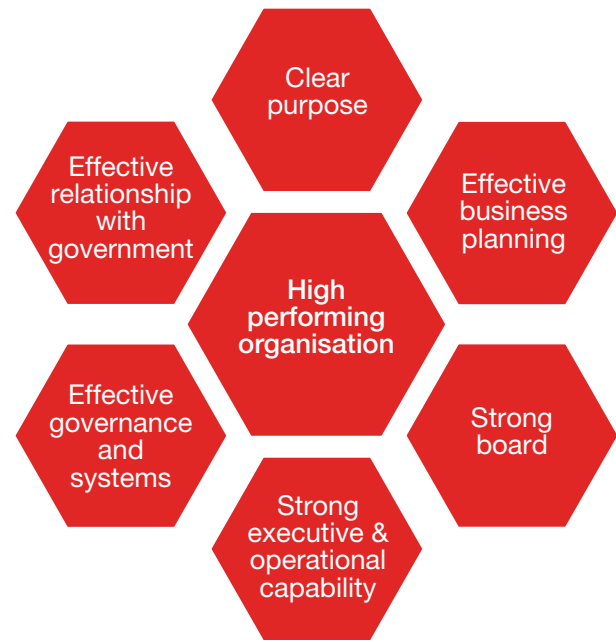 Clear
purpose
Effective
relationship
with
government
Effective
business
planning
High
performing
organisation
Effective
governance
and
systems
Strong
board
Strong
executive &
operational
capability